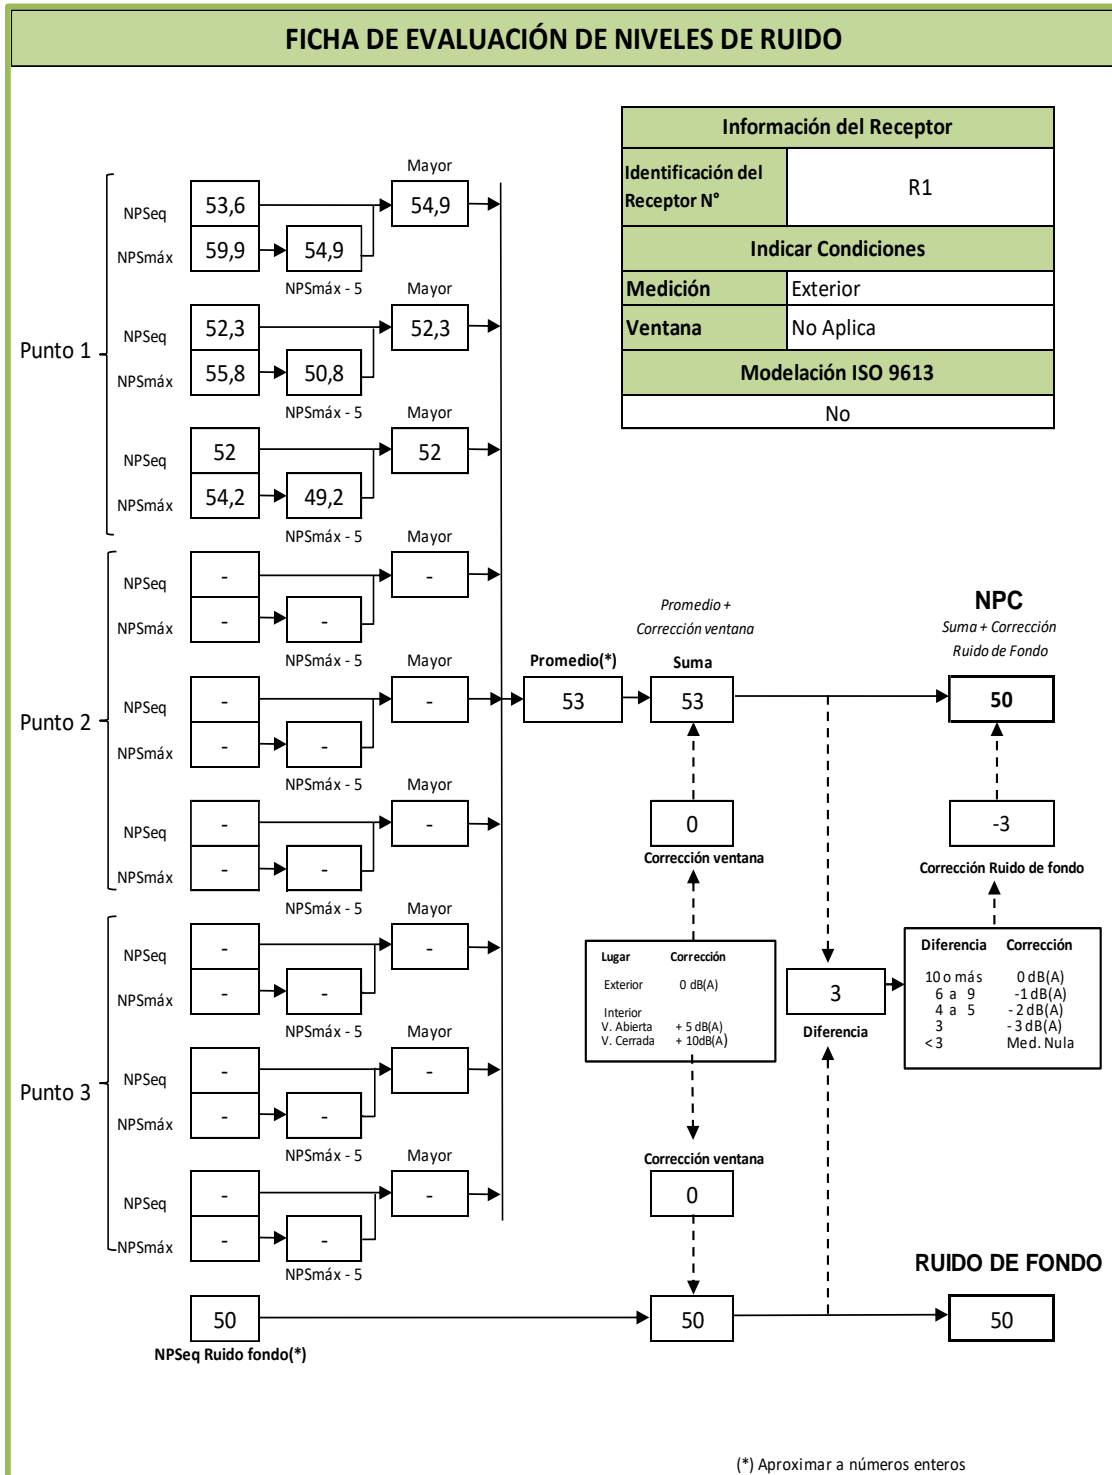 FICHA DE EVALUACIÓN DE NIVELES DE RUIDO
Información del Receptor
Identificación del Receptor N°
R1
Indicar Condiciones
Medición
Exterior
Ventana
No Aplica
Modelación ISO 9613
No
Punto 1
Mayor
NPSeq
53,6
54,9
NPSmáx
59,9
54,9
NPSmáx - 5
Mayor
NPSeq
52,3
52,3
NPSmáx
55,8
50,8
NPSmáx - 5
Mayor
NPSeq
52
52
NPSmáx
54,2
49,2
NPSmáx - 5
Punto 2
Mayor
NPSeq
-
-
NPSmáx
-
-
NPSmáx - 5
Mayor
NPSeq
-
-
NPSmáx
-
-
NPSmáx - 5
Mayor
NPSeq
-
-
NPSmáx
-
-
NPSmáx - 5
Punto 3
Mayor
NPSeq
-
-
NPSmáx
-
-
NPSmáx - 5
Mayor
NPSeq
-
-
NPSmáx
-
-
NPSmáx - 5
Mayor
NPSeq
-
-
NPSmáx
-
-
NPSmáx - 5
Promedio(*)
53
Promedio +
Corrección ventana
Suma
53
0
Corrección ventana
NPC
Suma + Corrección
Ruido de Fondo
50
-3
Corrección Ruido de fondo
Lugar Corrección
Exterior 0 dB(A)
Interior
V. Abierta + 5 dB(A)
V. Cerrada + 10dB(A)
3
Diferencia
Diferencia Corrección
10 o más 0 dB(A)
6 a 9 -1 dB(A)
4 a 5 - 2 dB(A)
3 - 3 dB(A)
< 3 Med. Nula
Corrección ventana
0
RUIDO DE FONDO
50
50
50
NPSeq Ruido fondo(*)
(*) Aproximar a números enteros